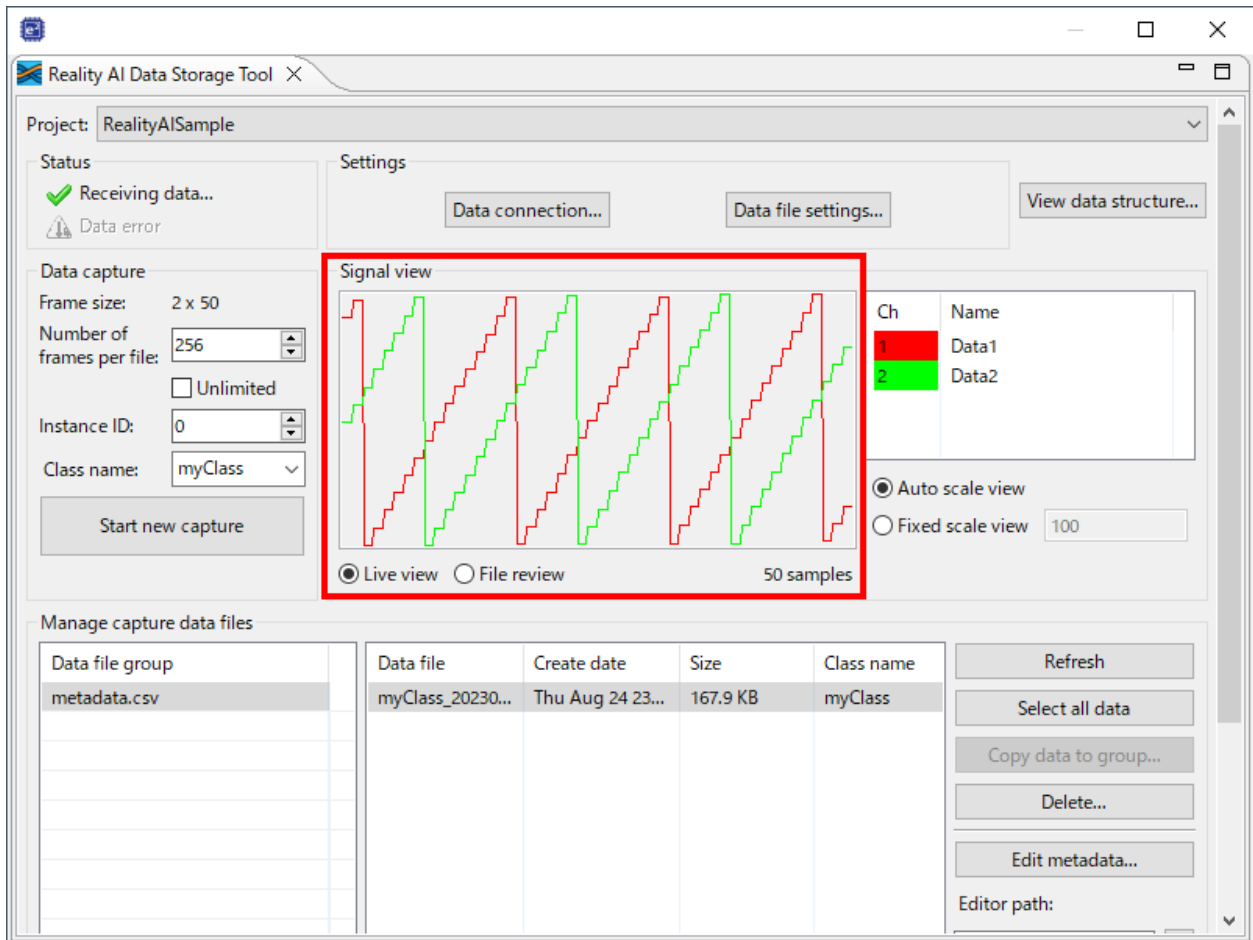 e²
Reality AI Data Storage Tool
Project: RealityAISample
Status
Receiving data...
Data error
Settings
Data connection... Data file settings...
View data structure...
Data capture
Frame size: 2 x 50
Number of
frames per file: 256
Unlimited
Instance ID: 0
Class name: myClass
Start new capture
Signal view
Live view File review 50 samples
Ch Name
1 Data1
2 Data2
Auto scale view
Fixed scale view 100
Manage capture data files
Data file group
metadata.csv
Data file Create date Size Class name
myClass_20230... Thu Aug 24 23... 167.9 KB myClass
Refresh
Select all data
Copy data to group...
Delete...
Edit metadata...
Editor path: